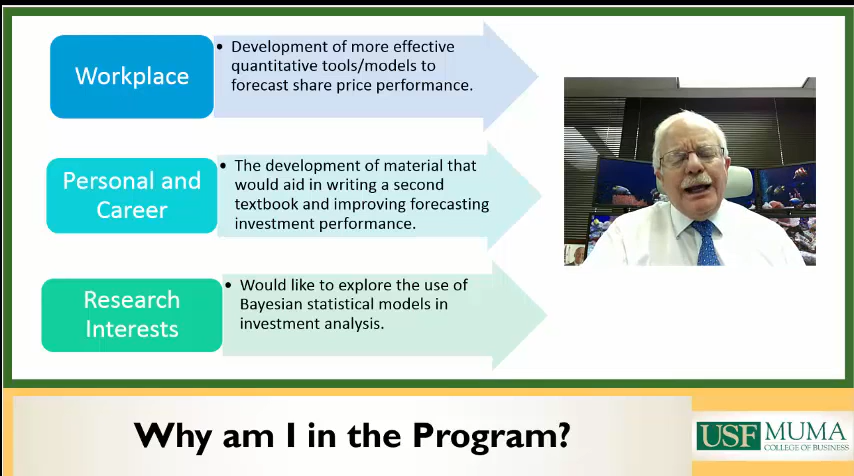 Workplace
• Development of more effective
quantitative tools/models to
forecast share price performance.
Personal and
Career
• The development of material that
would aid in writing a second
textbook and improving forecasting
investment performance.
Research
Interests
• Would like to explore the use of
Bayesian statistical models in
investment analysis.
Why am I in the Program?
USF MUMA
COLLEGE OF BUSINESS